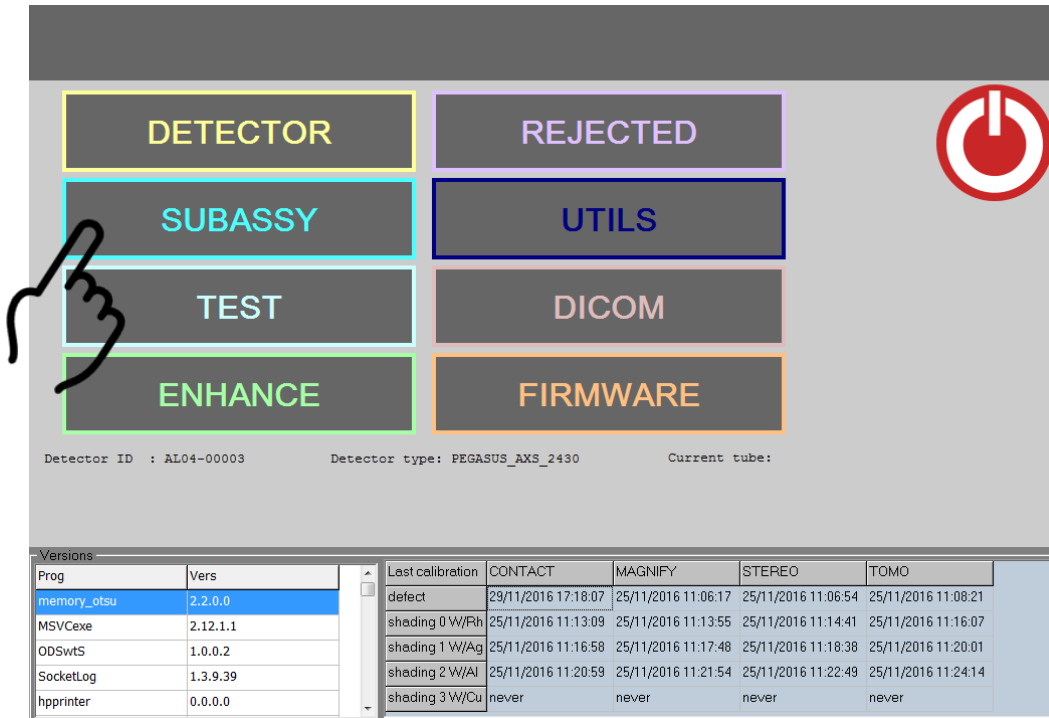 DETECTOR REJECTED
SUBASSY UTILS
TEST DICOM
ENHANCE FIRMWARE
Detector ID : AL04-00003 Detector type: PEGASUS_AXS_2430 Current tube:
Versions
Prog Vers
memory_otsu 2.2.0.0
MSVCexe 2.12.1.1
ODSwtS 1.0.0.2
SocketLog 1.3.9.39
hpprinter 0.0.0.0
Last calibration CONTACT MAGNIFY STEREO TOMO
defect 29/11/2016 17:18:07 25/11/2016 11:06:17 25/11/2016 11:06:54 25/11/2016 11:08:21
shading 0 W/Rh 25/11/2016 11:13:09 25/11/2016 11:13:55 25/11/2016 11:14:41 25/11/2016 11:16:07
shading 1 W/Ag 25/11/2016 11:16:58 25/11/2016 11:17:48 25/11/2016 11:18:38 25/11/2016 11:20:01
shading 2 W/Al 25/11/2016 11:20:59 25/11/2016 11:21:54 25/11/2016 11:22:49 25/11/2016 11:24:14
shading 3 W/Cu never never never never